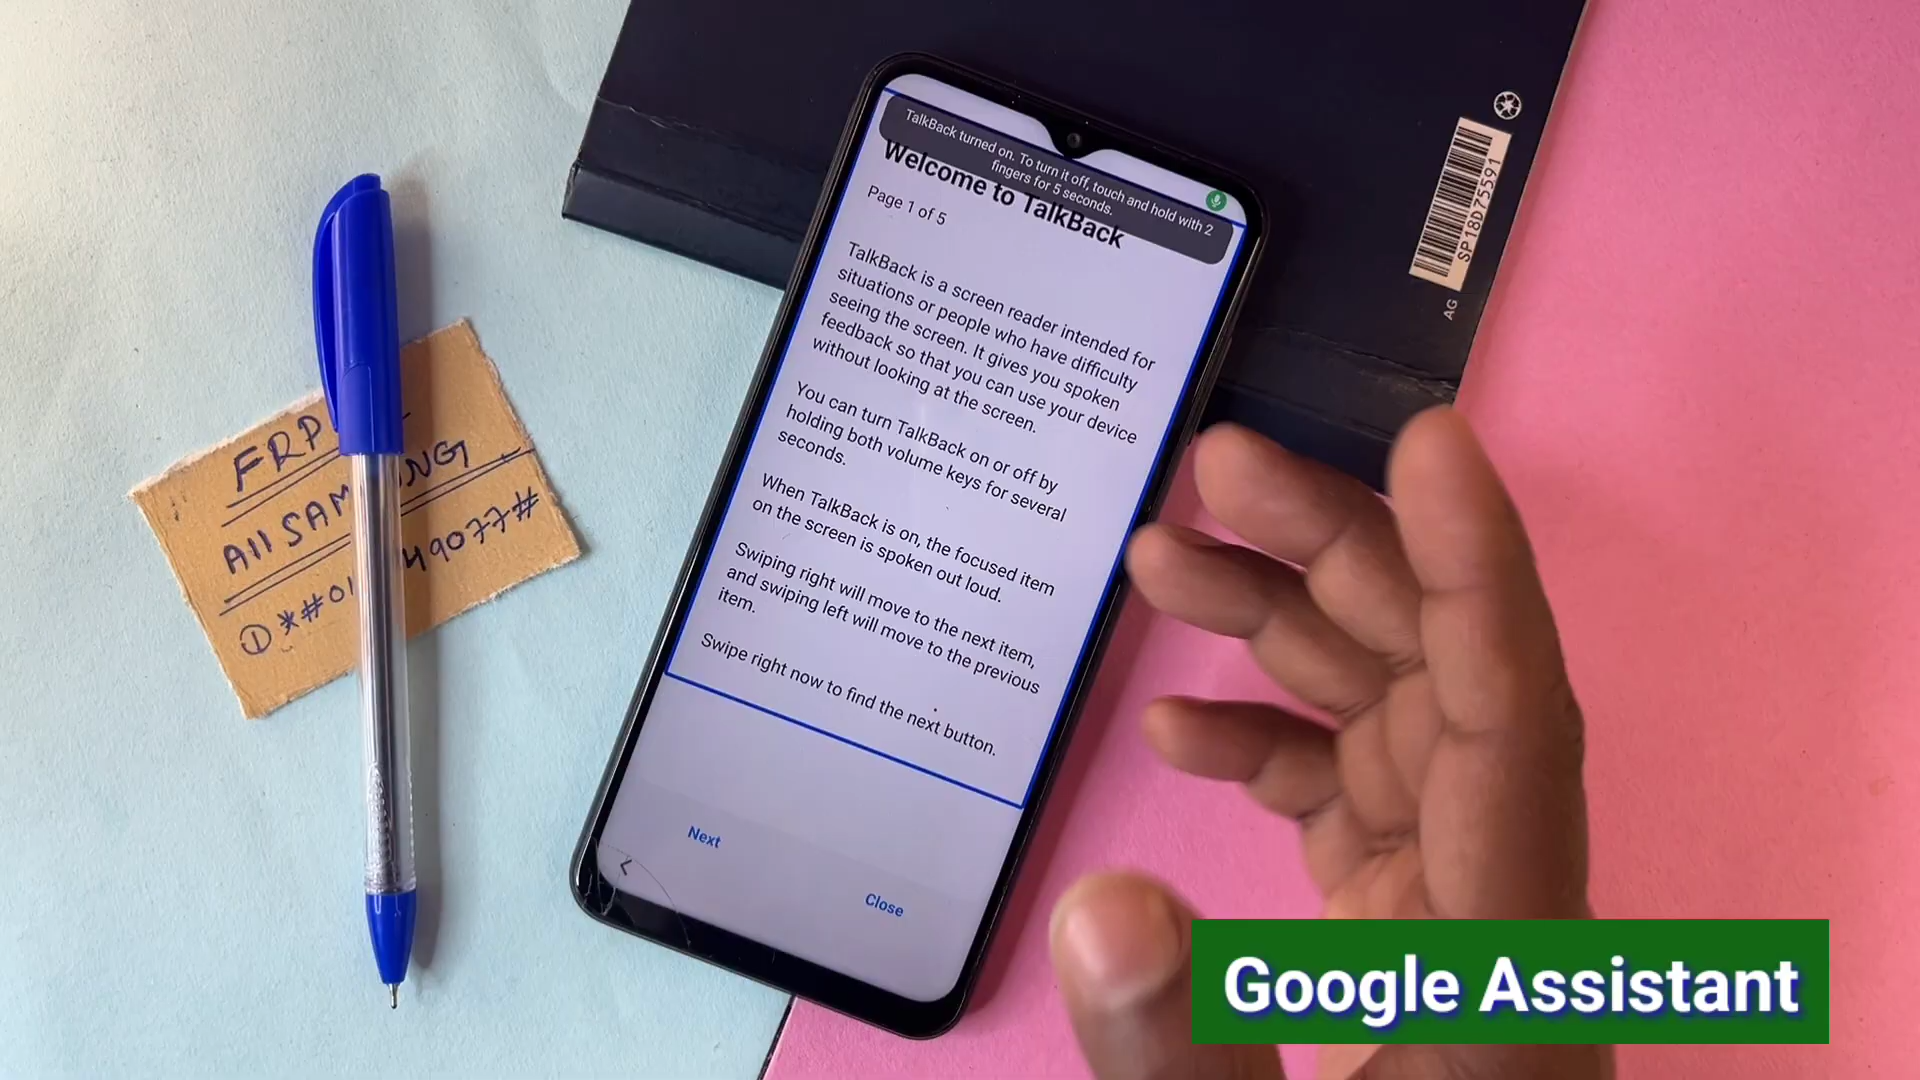 TalkBack turned on. To turn it off, touch and hold with 2
fingers for 5 seconds.
Welcome to TalkBack
Page 1 of 5
TalkBack is a screen reader intended for
situations or people who have difficulty
seeing the screen. It gives you spoken
feedback so that you can use your device
without looking at the screen.
You can turn TalkBack on or off by
holding both volume keys for several
seconds.
When TalkBack is on, the focused item
on the screen is spoken out loud.
Swiping right will move to the next item,
and swiping left will move to the previous
item.
Swipe right now to find the next button.
Next
Close
FRP
All SAM NG
① *#01 49077#
SP18D75591
AG
Google Assistant